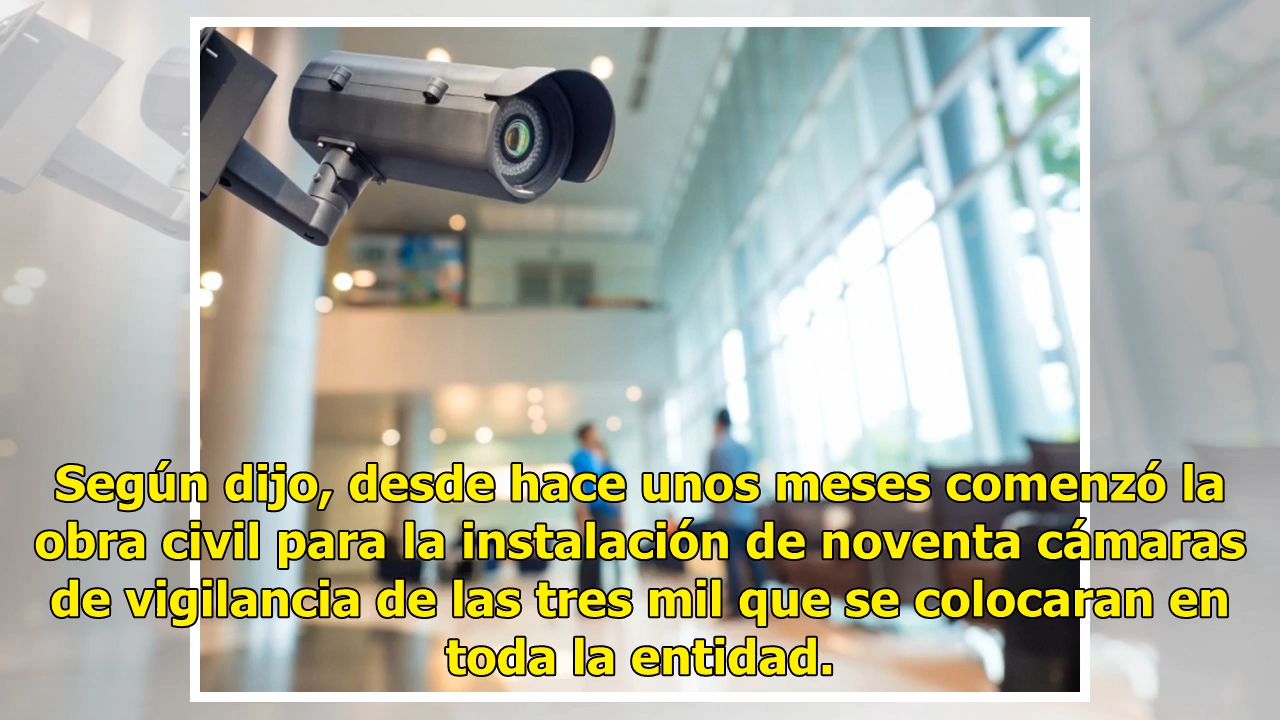 Según dijo, desde hace unos meses comenzó la
obra civil para la instalación de noventa cámaras
de vigilancia de las tres mil que se colocaran en
toda la entidad.